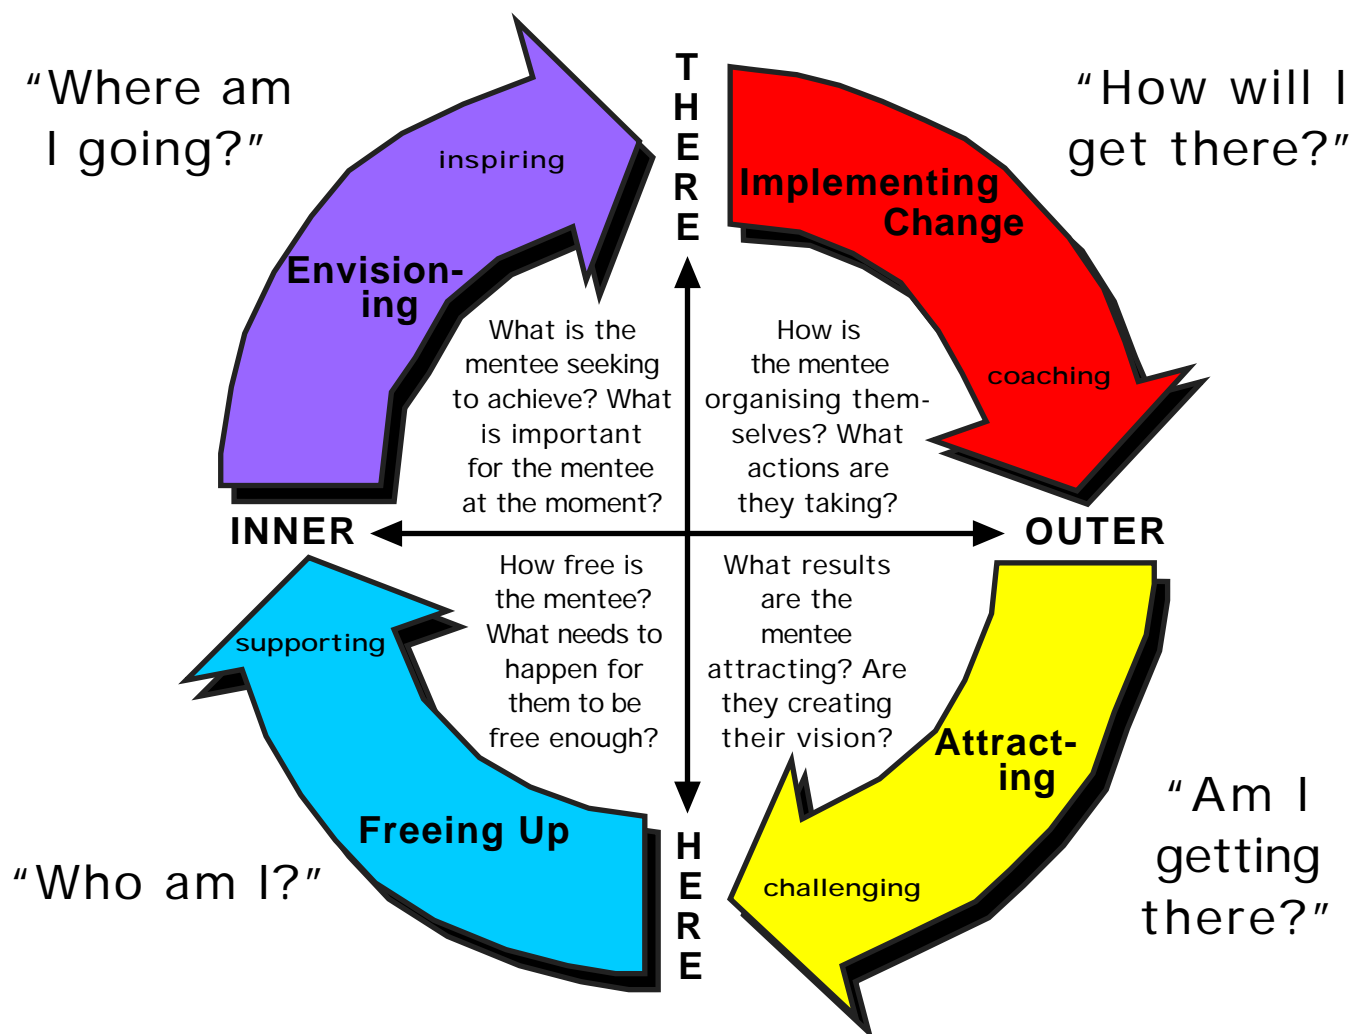 “Where am
I going?”
inspiring
Envision-
ing
THERE
“How will I
get there?”
Implementing
Change
coaching
What is the
mentee seeking
to achieve? What
is important
for the mentee
at the moment?
How is
the mentee
organising them-
selves? What
actions are
they taking?
INNER
OUTER
How free is
the mentee?
What needs to
happen for
them to be
free enough?
What results
are the
mentee
attracting? Are
they creating
their vision?
supporting
Freeing Up
“Who am I?”
HERE
Attract-
ing
challenging
“Am I
getting
there?”